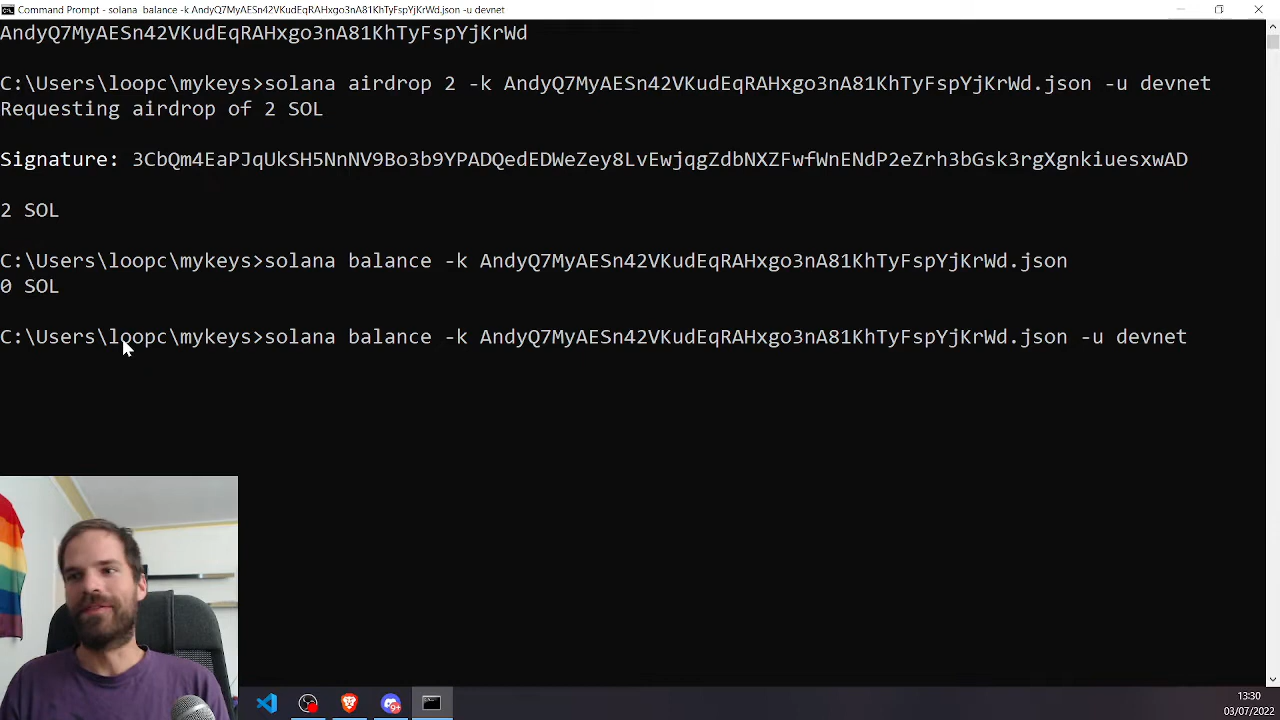 Command Prompt - solana  balance -k AndyQ7MyAESn42VKudEqRAHxgo3nA81KhTyFspYjKrWd.json -u devnet
AndyQ7MyAESn42VKudEqRAHxgo3nA81KhTyFspYjKrWd
C:\Users\loopc\mykeys>solana airdrop 2 -k AndyQ7MyAESn42VKudEqRAHxgo3nA81KhTyFspYjKrWd.json -u devnet
Requesting airdrop of 2 SOL
Signature: 3CbQm4EaPJqUkSH5NnNV9Bo3b9YPADQedEDWeZey8LvEwjqgZdbNXZFwfWnENdP2eZrh3bGsk3rgXgnkiuesxwAD
2 SOL
C:\Users\loopc\mykeys>solana balance -k AndyQ7MyAESn42VKudEqRAHxgo3nA81KhTyFspYjKrWd.json
0 SOL
C:\Users\loopc\mykeys>solana balance -k AndyQ7MyAESn42VKudEqRAHxgo3nA81KhTyFspYjKrWd.json -u devnet
9+
13:30
03/07/2022